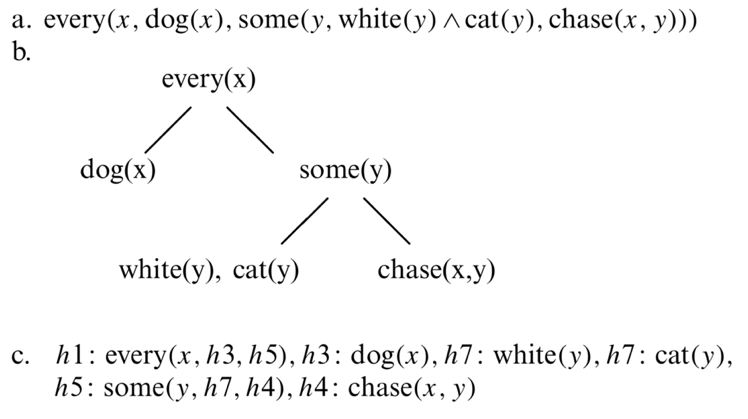 a. every(x, dog(x), some(y, white(y) ∧ cat(y), chase(x, y)))
b.
every(x)
dog(x) some(y)
white(y), cat(y) chase(x,y)
c. h1: every(x, h3, h5), h3: dog(x), h7: white(y), h7: cat(y),
h5: some(y, h7, h4), h4: chase(x, y)